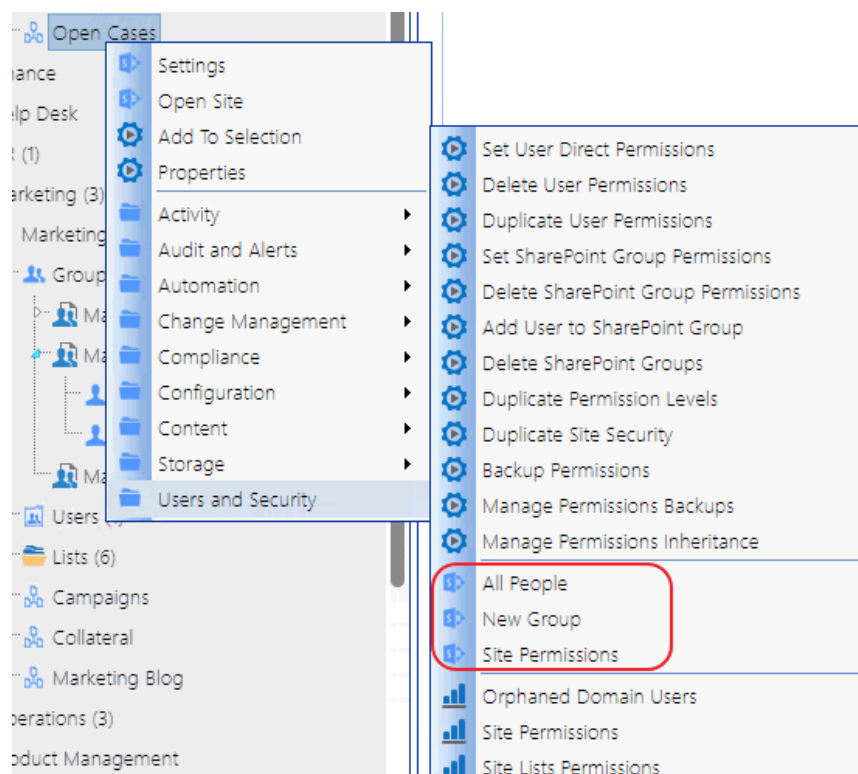 Open Cases
ance
lp Desk
(1)
arketing (3)
Marketing
Group
Ma
Ma
Ma
Users
Lists (6)
Campaigns
Collateral
Marketing Blog
erations (3)
oduct Management
Settings
Open Site
Add To Selection
Properties
Activity
Audit and Alerts
Automation
Change Management
Compliance
Configuration
Content
Storage
Users and Security
Set User Direct Permissions
Delete User Permissions
Duplicate User Permissions
Set SharePoint Group Permissions
Delete SharePoint Group Permissions
Add User to SharePoint Group
Delete SharePoint Groups
Duplicate Permission Levels
Duplicate Site Security
Backup Permissions
Manage Permissions Backups
Manage Permissions Inheritance
All People
New Group
Site Permissions
Orphaned Domain Users
Site Permissions
Site Lists Permissions